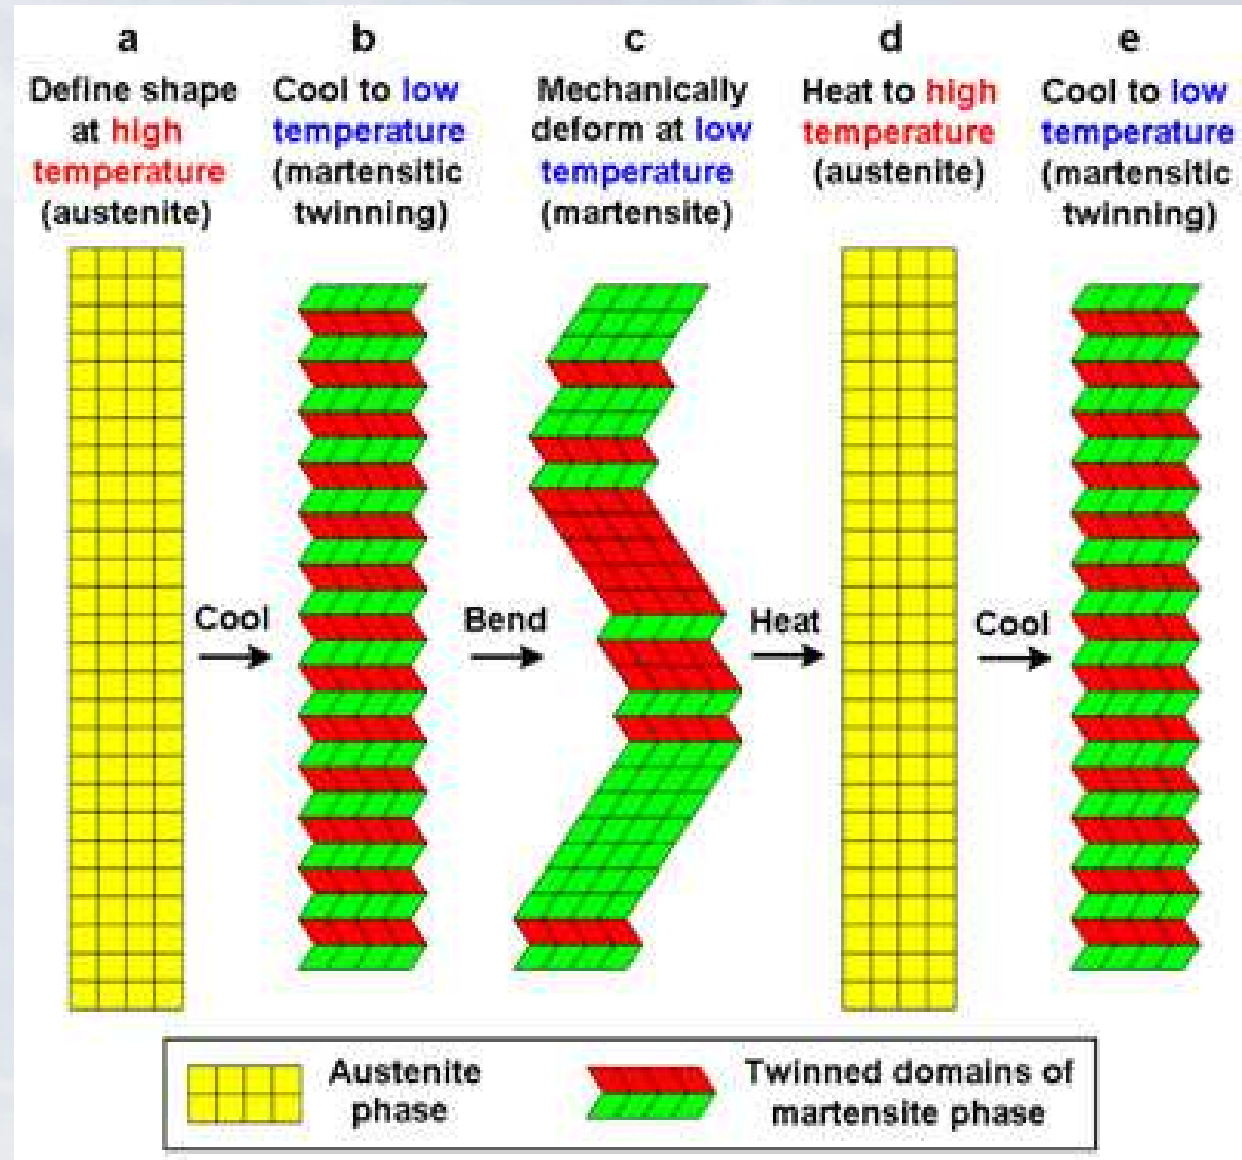 a
Define shape
at high
temperature
(austenite)
b
Cool to low
temperature
(martensitic
twinning)
c
Mechanically
deform at low
temperature
(martensite)
d
Heat to high
temperature
(austenite)
e
Cool to low
temperature
(martensitic
twinning)
Cool
Bend
Heat
Cool
Austenite
phase
Twinned domains of
martensite phase